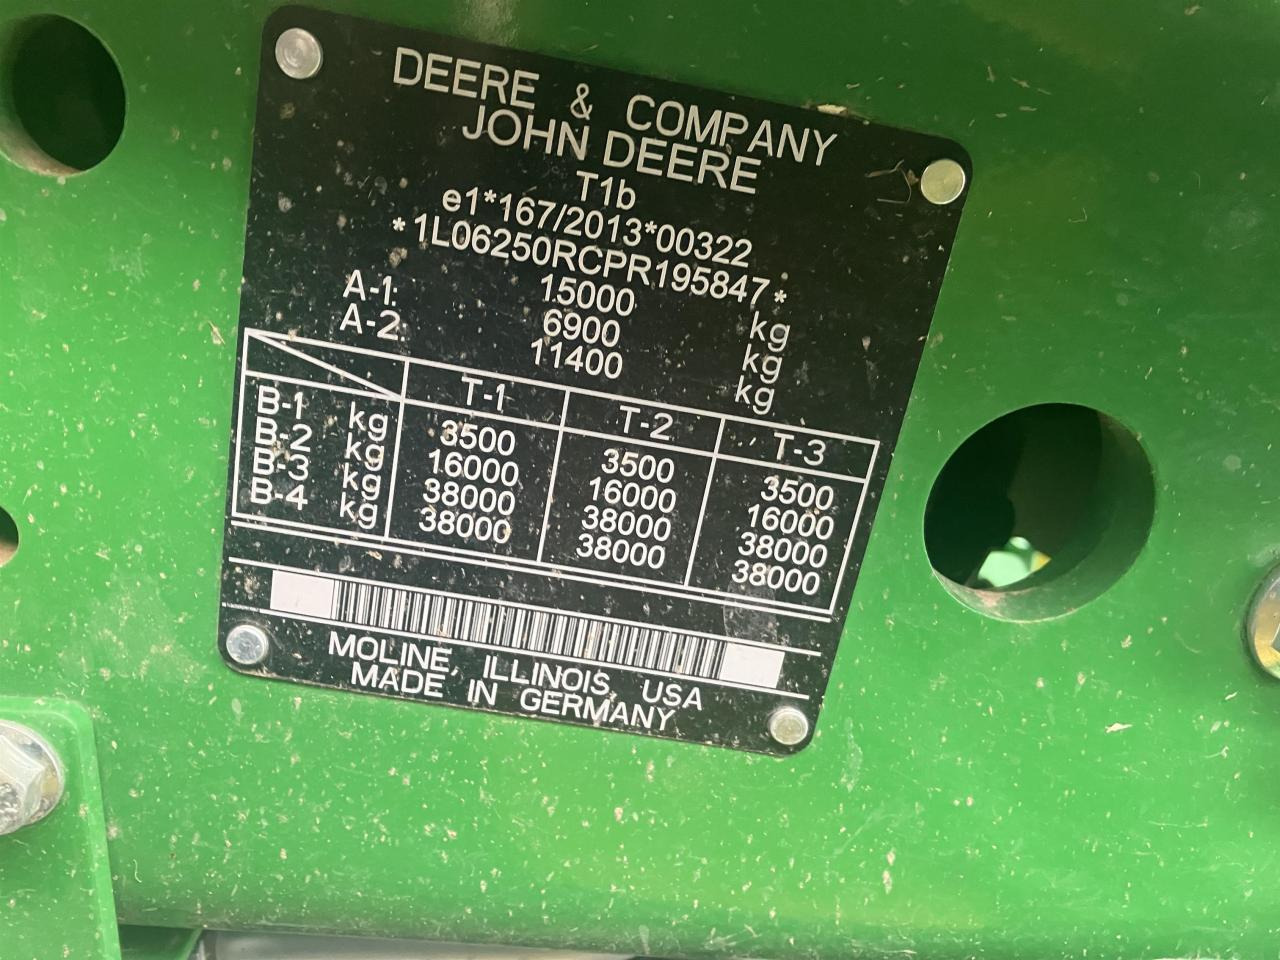 DEERE & COMPANY
JOHN DEERE
T1b
e1*167/2013*00322
*1L06250RCPR195847*
15000 kg
A-1: 6900 kg
A-2: 11400 kg
T-1 T-2 T-3
B-1 kg 3500 3500 3500
B-2 kg 16000 16000 16000
B-3 kg 38000 38000 38000
B-4 kg 38000 38000 38000
MOLINE, ILLINOIS, USA
MADE IN GERMANY